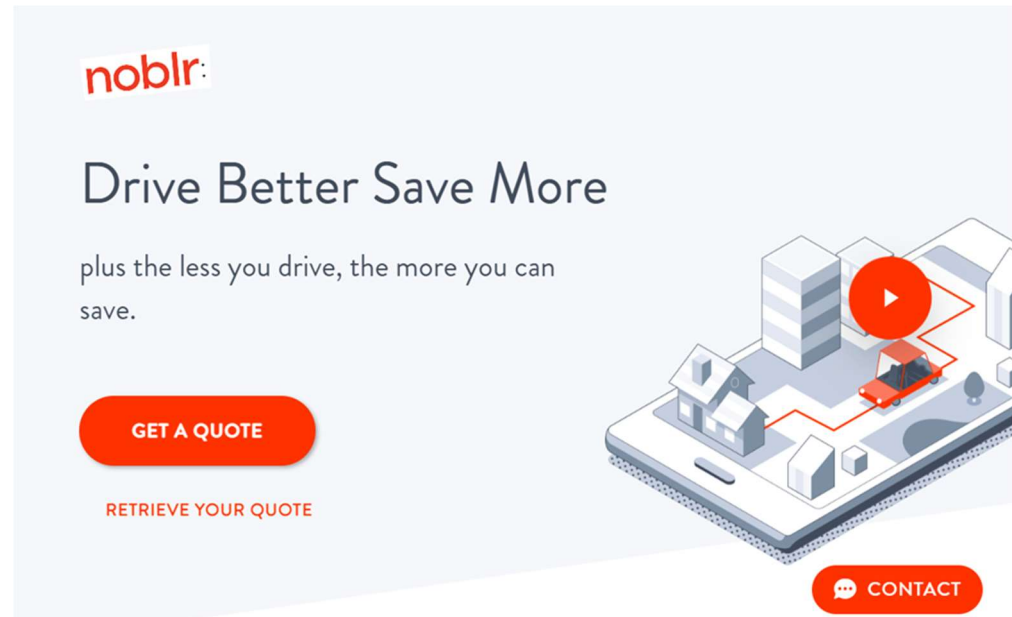 noblr:
Drive Better Save More
plus the less you drive, the more you can
save.
GET A QUOTE
RETRIEVE YOUR QUOTE
CONTACT